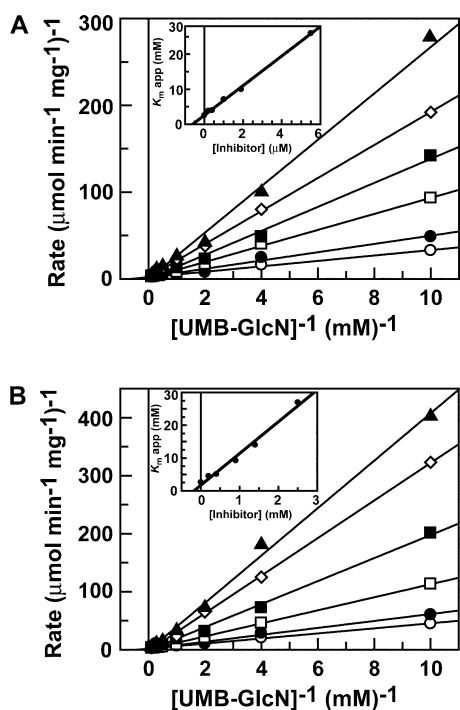 A
300
200
100
0
Rate (μmol min-1 mg)-1)-1
30
20
10
0
Km app (mM)
0 2 4 6
[Inhibitor] (μM)
0 2 4 6 8 10
[UMB-GlcN]-1 (mM)-1
B
400
300
200
100
0
Rate (μmol min-1 mg)-1)-1
30
20
10
0
Km app (mM)
0 1 2 3
[Inhibitor] (mM)
0 2 4 6 8 10
[UMB-GlcN]-1 (mM)-1